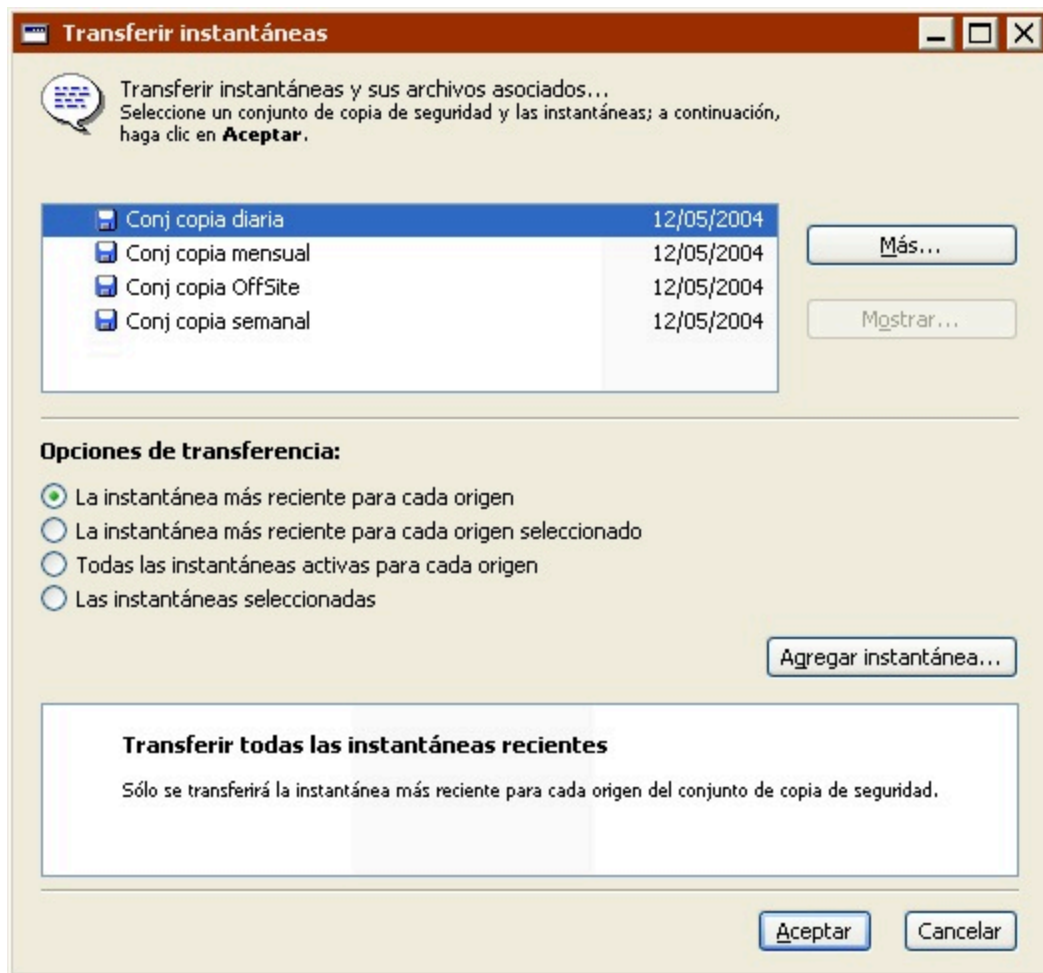 Transferir instantáneas
Transferir instantáneas y sus archivos asociados...
Seleccione un conjunto de copia de seguridad y las instantáneas; a continuación,
haga clic en Aceptar.
Conj copia diaria 12/05/2004
Conj copia mensual 12/05/2004
Conj copia OffSite 12/05/2004
Conj copia semanal 12/05/2004
Más...
Mostrar...
Opciones de transferencia:
La instantánea más reciente para cada origen
La instantánea más reciente para cada origen seleccionado
Todas las instantáneas activas para cada origen
Las instantáneas seleccionadas
Agregar instantánea...
Transferir todas las instantáneas recientes
Sólo se transferirá la instantánea más reciente para cada origen del conjunto de copia de seguridad.
Aceptar
Cancelar